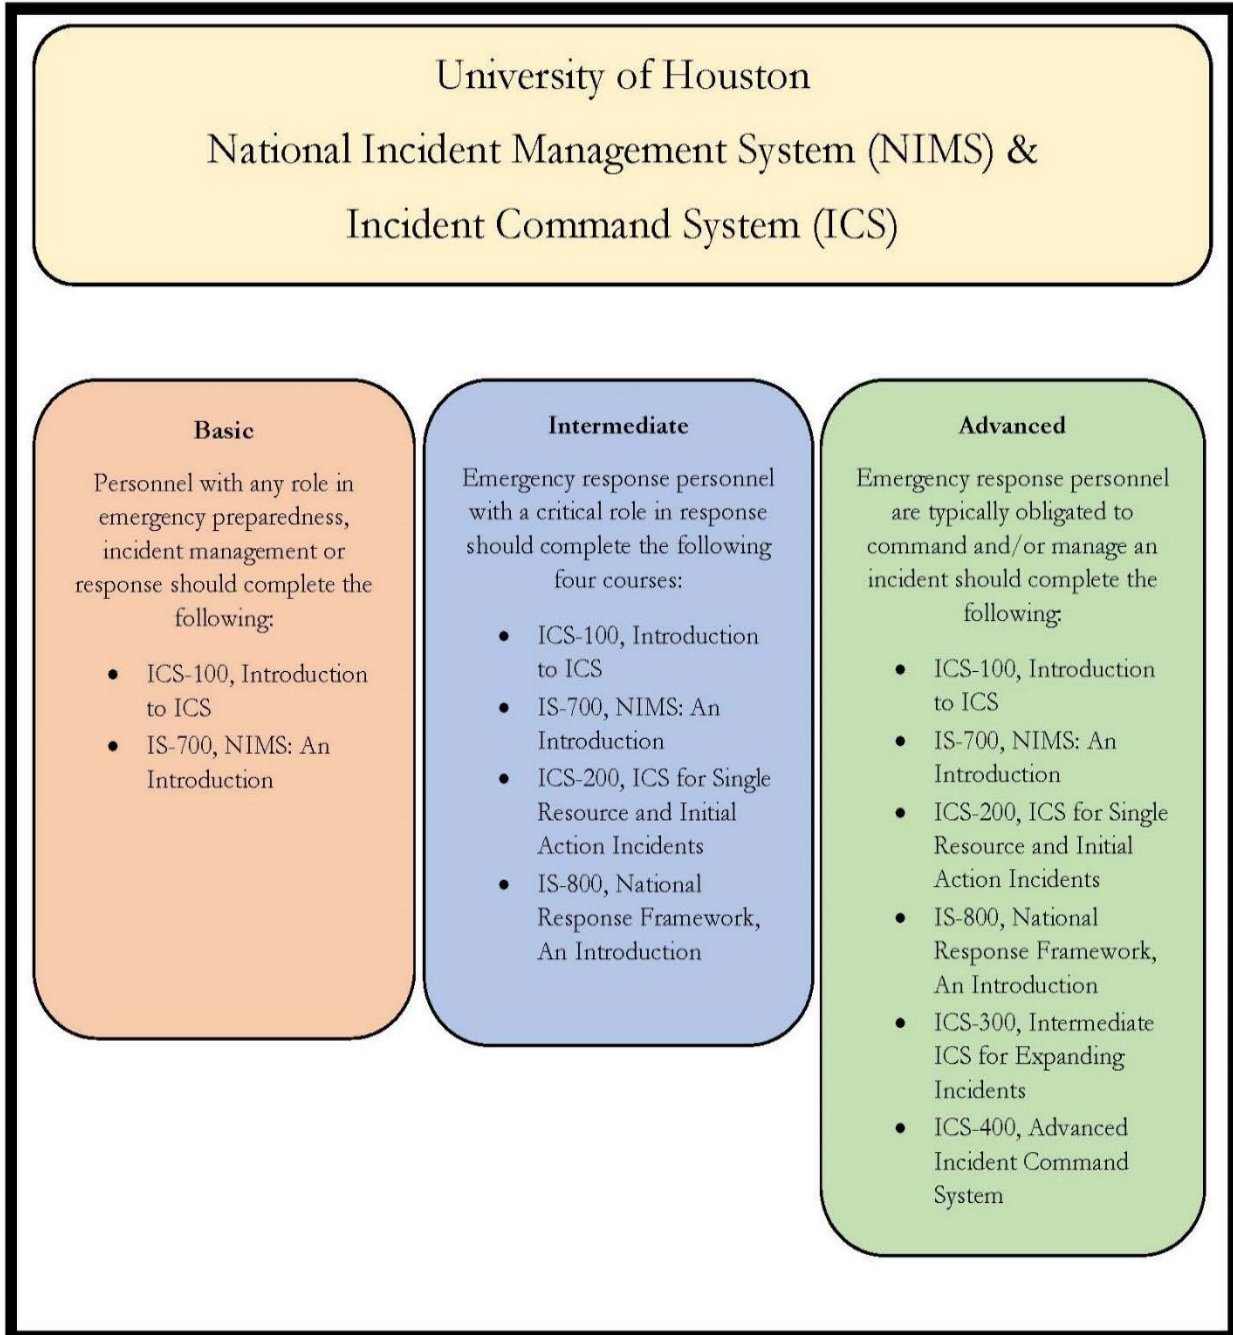 University of Houston
National Incident Management System (NIMS) &
Incident Command System (ICS)
Basic
Personnel with any role in
emergency preparedness,
incident management or
response should complete the
following:
• ICS-100, Introduction
to ICS
• IS-700, NIMS: An
Introduction
Intermediate
Emergency response personnel
with a critical role in response
should complete the following
four courses:
• ICS-100, Introduction
to ICS
• IS-700, NIMS: An
Introduction
• ICS-200, ICS for Single
Resource and Initial
Action Incidents
• IS-800, National
Response Framework,
An Introduction
Advanced
Emergency response personnel
are typically obligated to
command and/or manage an
incident should complete the
following:
• ICS-100, Introduction
to ICS
• IS-700, NIMS: An
Introduction
• ICS-200, ICS for Single
Resource and Initial
Action Incidents
• IS-800, National
Response Framework,
An Introduction
• ICS-300, Intermediate
ICS for Expanding
Incidents
• ICS-400, Advanced
Incident Command
System